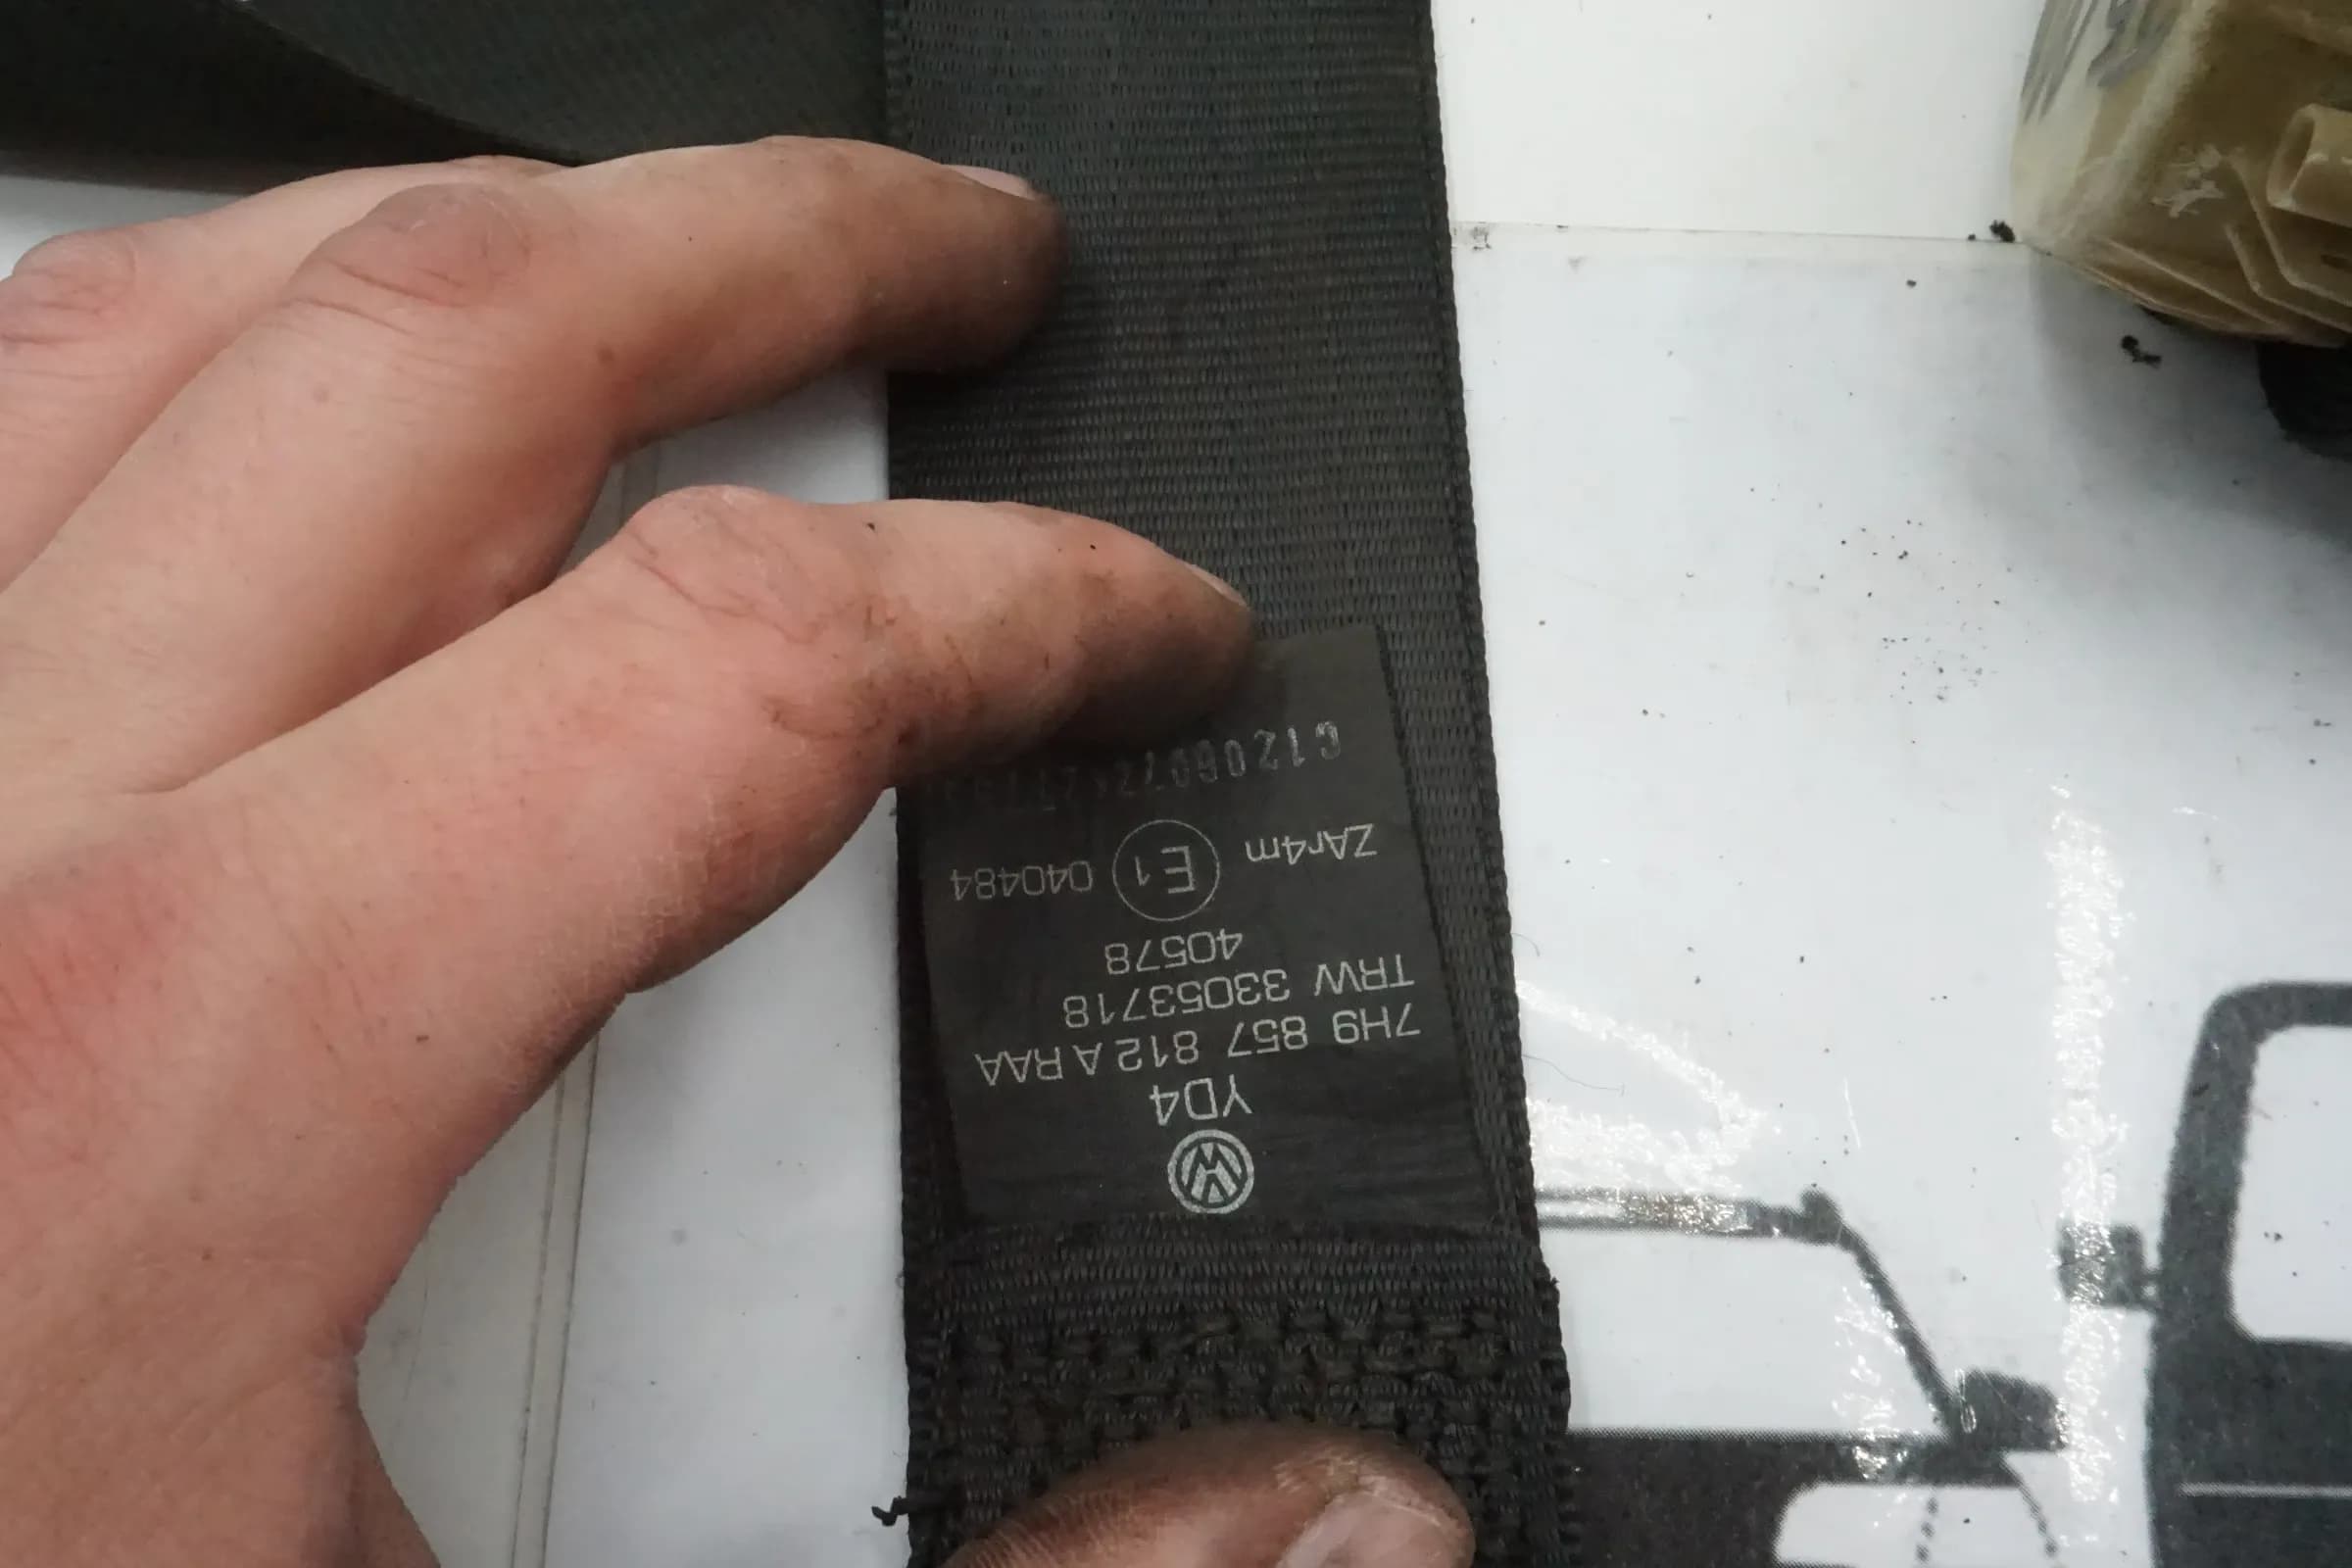 YD4
7H9 857 812 A RAA
TRW 33053718
40578
ZAr4m E1 040484